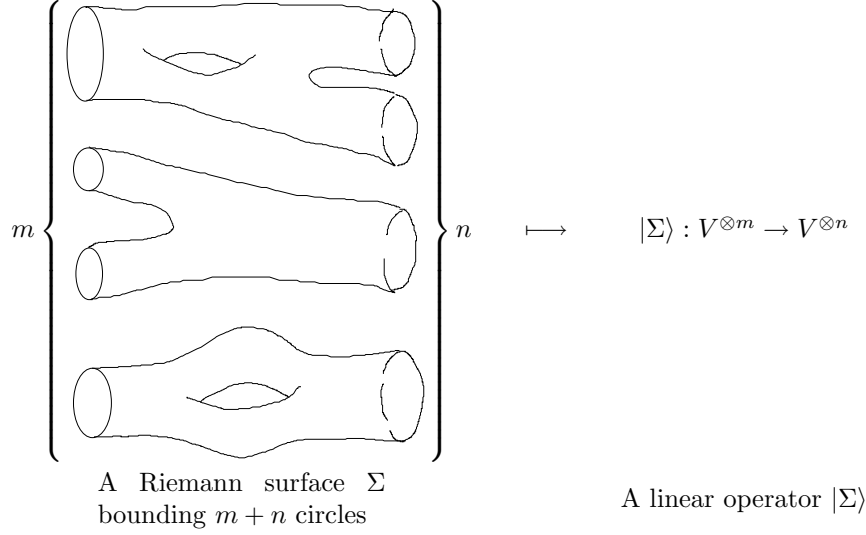 m { } n ⟼ |Σ⟩ : V^{⊗m} → V^{⊗n}
A Riemann surface Σ
bounding m + n circles
A linear operator |Σ⟩